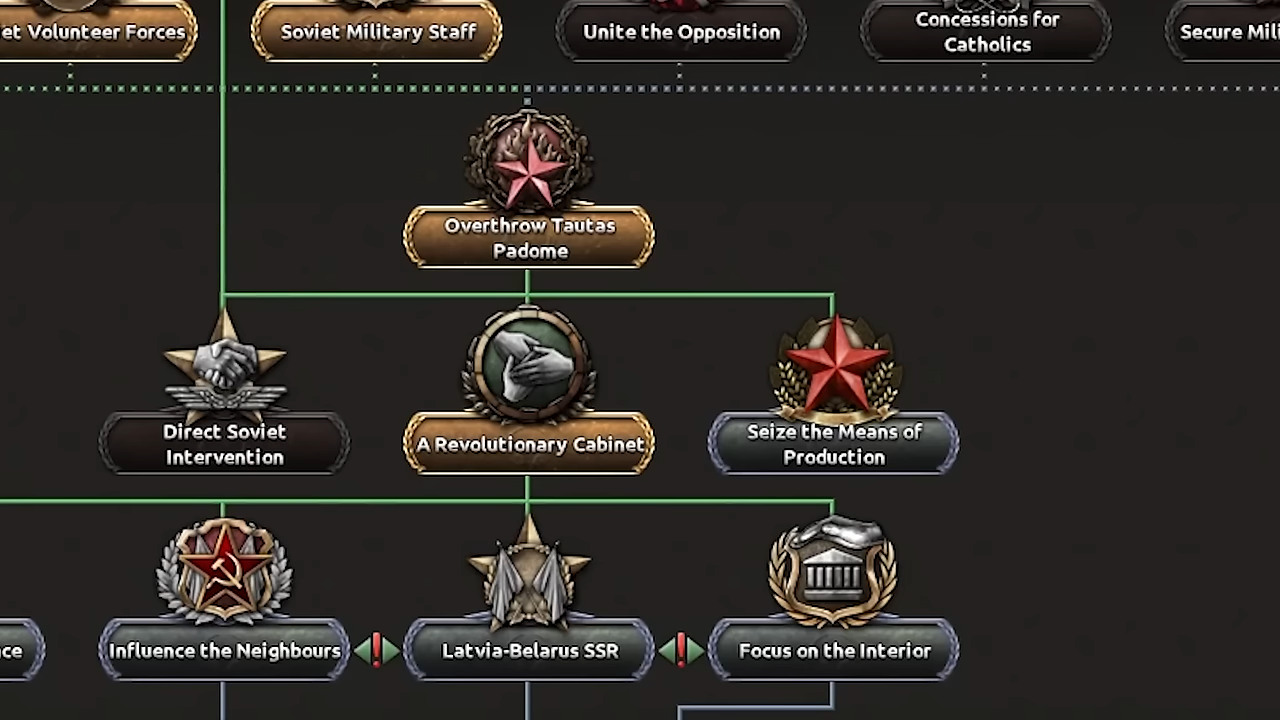 et Volunteer Forces
Soviet Military Staff
Unite the Opposition
Concessions for
Catholics
Secure Mili
Overthrow Tautas
Padome
Direct Soviet
Intervention
A Revolutionary Cabinet
Seize the Means of
Production
ce
Influence the Neighbours
Latvia-Belarus SSR
Focus on the Interior